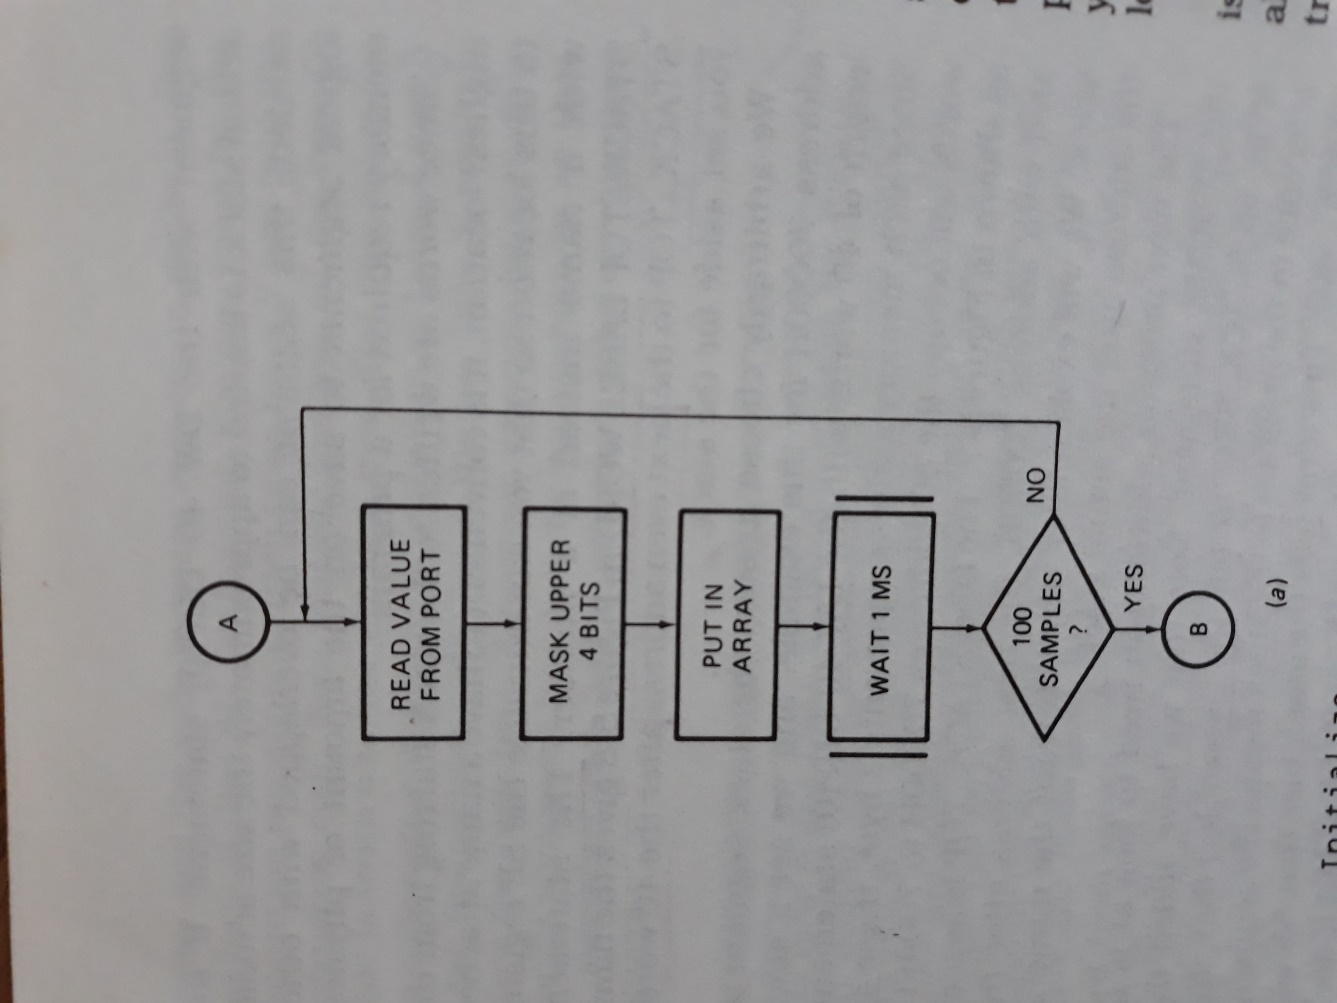 A
READ VALUE
FROM PORT
MASK UPPER
4 BITS
PUT IN
ARRAY
WAIT 1 MS
100
SAMPLES
?
NO
YES
B
(a)